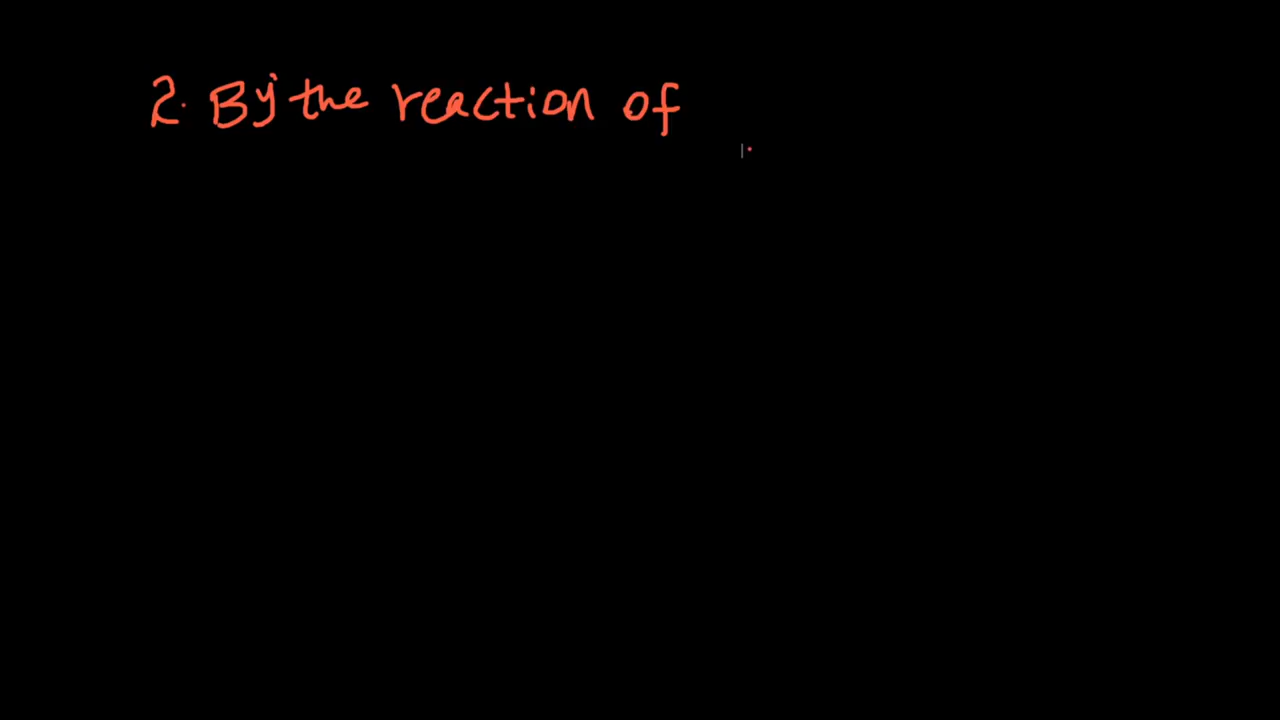 2. By the reaction of